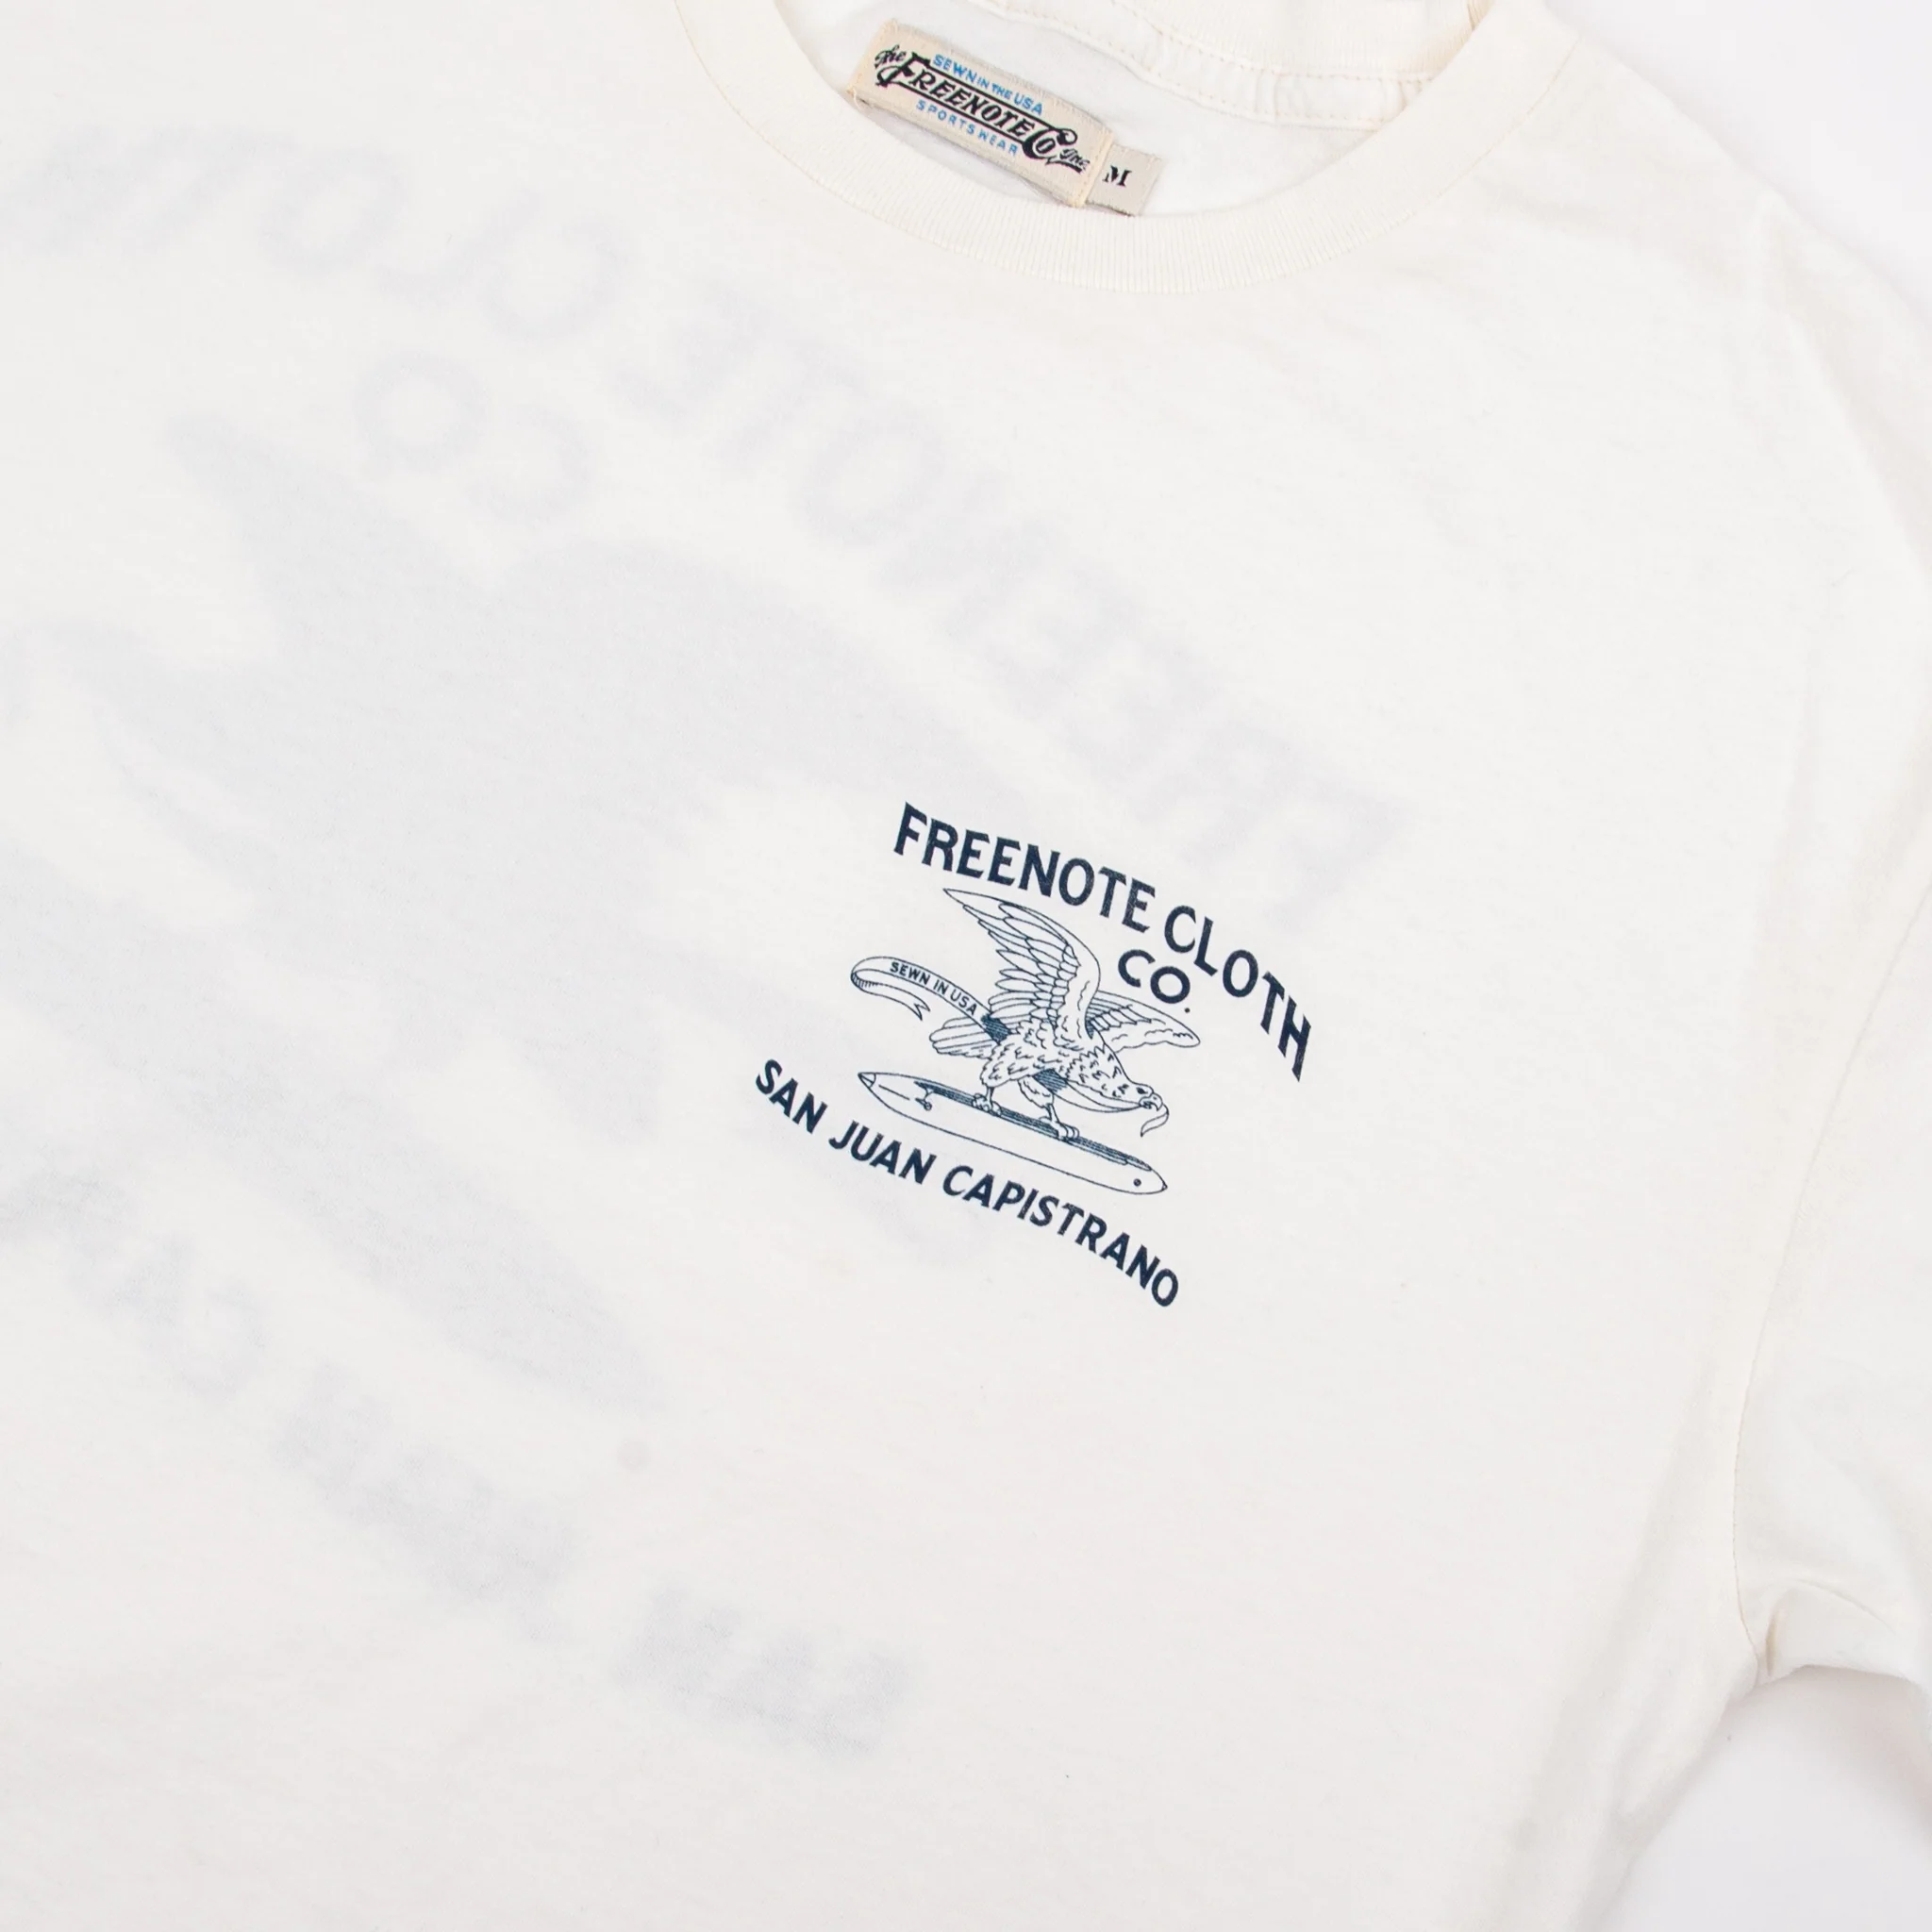 SEWN IN THE USA
The FREENOTE Co Inc.
SPORTSWEAR
M
FREENOTE CLOTH
CO.
SEWN IN USA
SAN JUAN CAPISTRANO